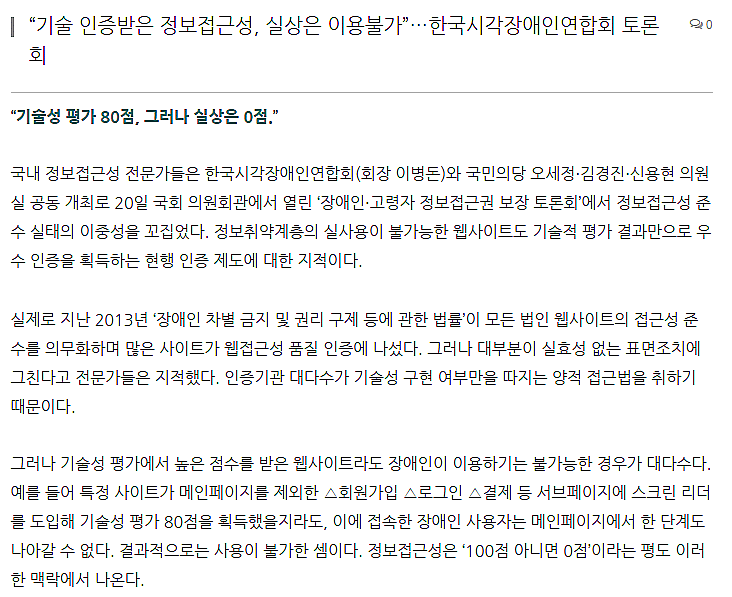 “기술 인증받은 정보접근성, 실상은 이용불가”…한국시각장애인연합회 토론
회
0
“기술성 평가 80점, 그러나 실상은 0점.”
국내 정보접근성 전문가들은 한국시각장애인연합회(회장 이병돈)와 국민의당 오세정·김경진·신용현 의원
실 공동 개최로 20일 국회 의원회관에서 열린 ‘장애인·고령자 정보접근권 보장 토론회’에서 정보접근성 준
수 실태의 이중성을 꼬집었다. 정보취약계층의 실사용이 불가능한 웹사이트도 기술적 평가 결과만으로 우
수 인증을 획득하는 현행 인증 제도에 대한 지적이다.
실제로 지난 2013년 ‘장애인 차별 금지 및 권리 구제 등에 관한 법률’이 모든 법인 웹사이트의 접근성 준
수를 의무화하며 많은 사이트가 웹접근성 품질 인증에 나섰다. 그러나 대부분이 실효성 없는 표면조치에
그친다고 전문가들은 지적했다. 인증기관 대다수가 기술성 구현 여부만을 따지는 양적 접근법을 취하기
때문이다.
그러나 기술성 평가에서 높은 점수를 받은 웹사이트라도 장애인이 이용하기는 불가능한 경우가 대다수다.
예를 들어 특정 사이트가 메인페이지를 제외한 △회원가입 △로그인 △결제 등 서브페이지에 스크린 리더
를 도입해 기술성 평가 80점을 획득했을지라도, 이에 접속한 장애인 사용자는 메인페이지에서 한 단계도
나아갈 수 없다. 결과적으로는 사용이 불가한 셈이다. 정보접근성은 ‘100점 아니면 0점’이라는 평도 이러
한 맥락에서 나온다.